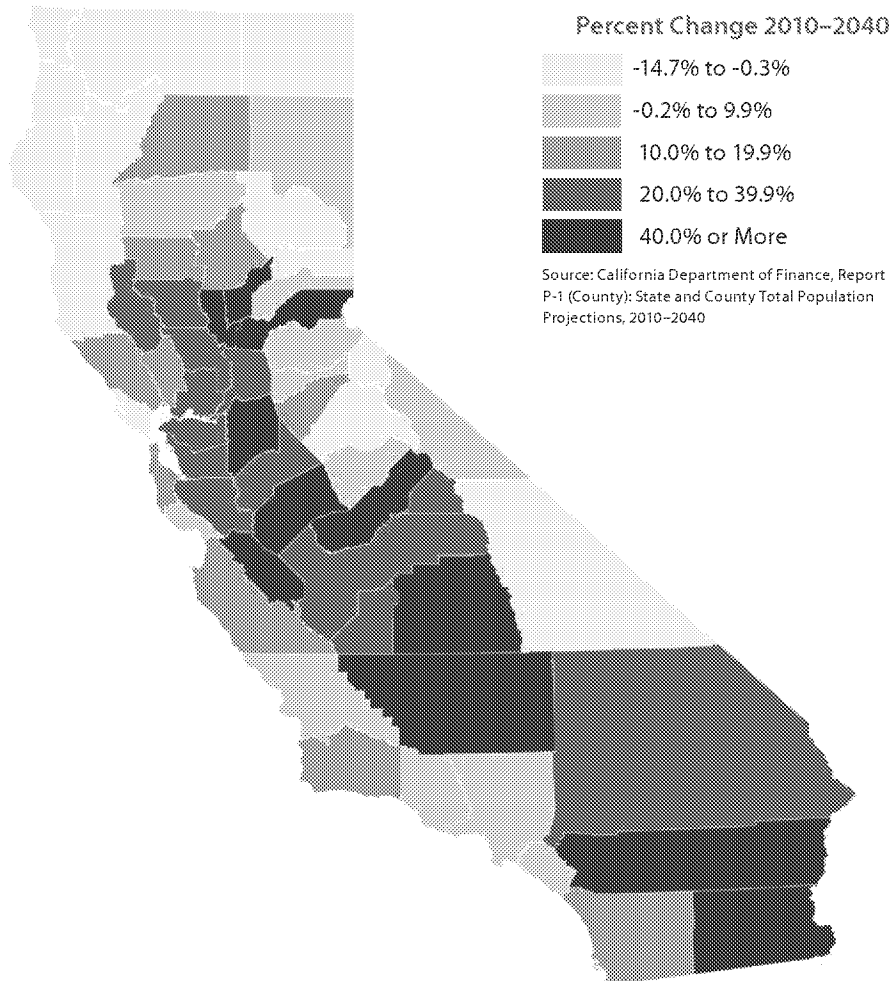 Percent Change 2010–2040
-14.7% to -0.3%
-0.2% to 9.9%
10.0% to 19.9%
20.0% to 39.9%
40.0% or More
Source: California Department of Finance, Report
P-1 (County): State and County Total Population
Projections, 2010–2040